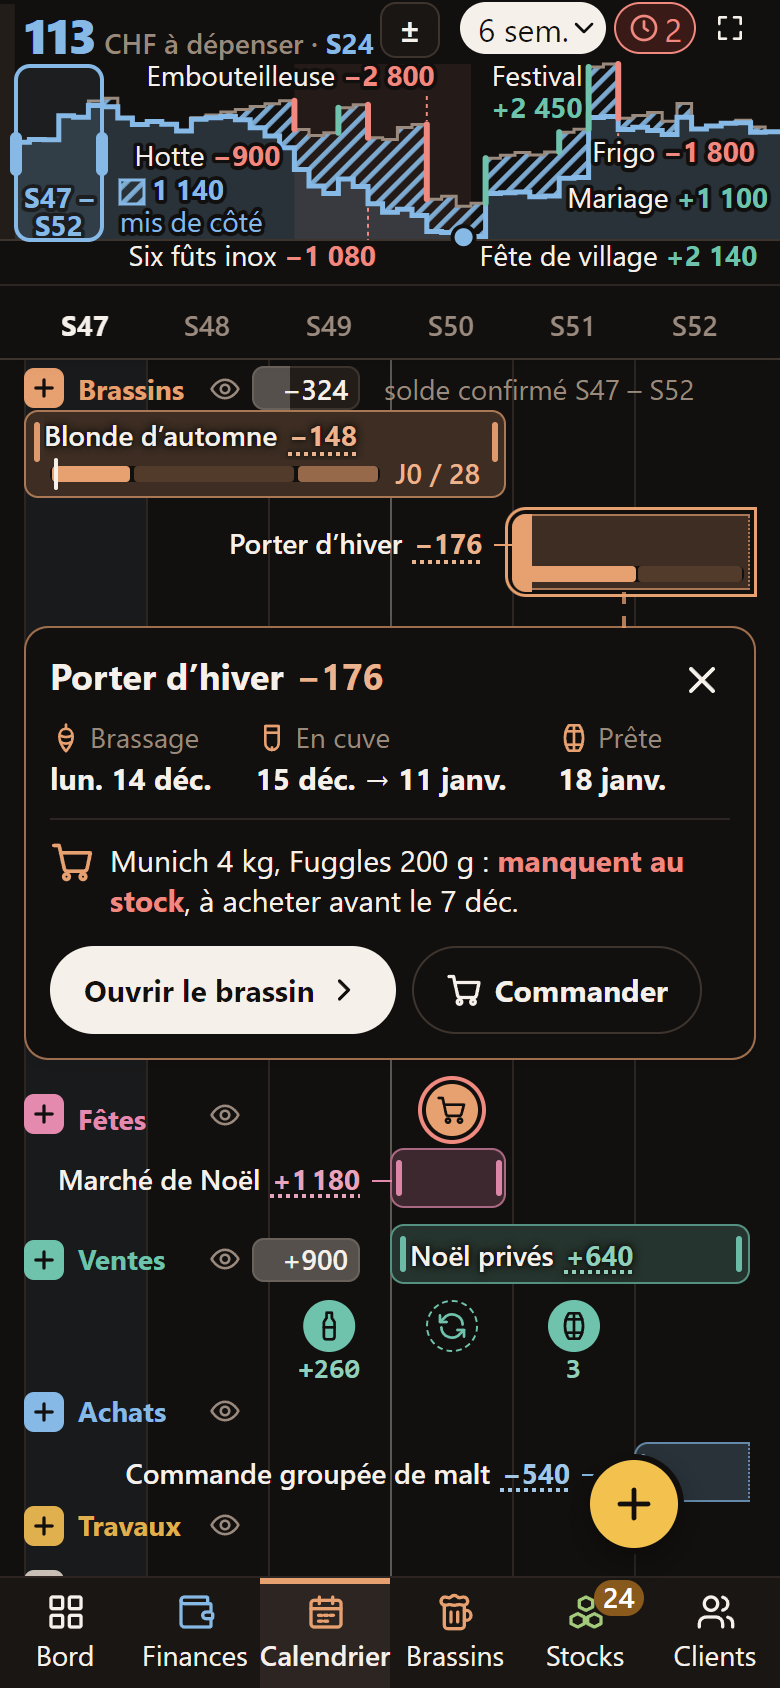 113 CHF à dépenser · S24 ± 6 sem. 2
Embouteilleuse −2 800 Festival
+2 450
Hotte −900 Frigo −1 800
S47 –
S52
1 140
mis de côté
Mariage +1 100
Six fûts inox −1 080 Fête de village +2 140
S47 S48 S49 S50 S51 S52
Brassins −324 solde confirmé S47 – S52
Blonde d’automne −148
J0 / 28
Porter d’hiver −176
Porter d’hiver −176
Brassage En cuve Prête
lun. 14 déc. 15 déc. → 11 janv. 18 janv.
Munich 4 kg, Fuggles 200 g : manquent au
stock, à acheter avant le 7 déc.
Ouvrir le brassin Commander
Fêtes
Marché de Noël +1 180
Ventes +900 Noël privés +640
+260 3
Achats
Commande groupée de malt −540
Travaux
24
Bord Finances Calendrier Brassins Stocks Clients